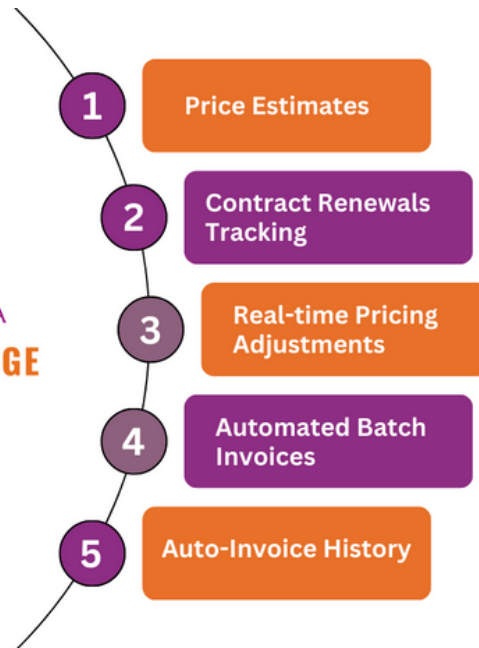 1
Price Estimates
2
Contract Renewals
Tracking
A
GE
3
Real-time Pricing
Adjustments
4
Automated Batch
Invoices
5
Auto-Invoice History